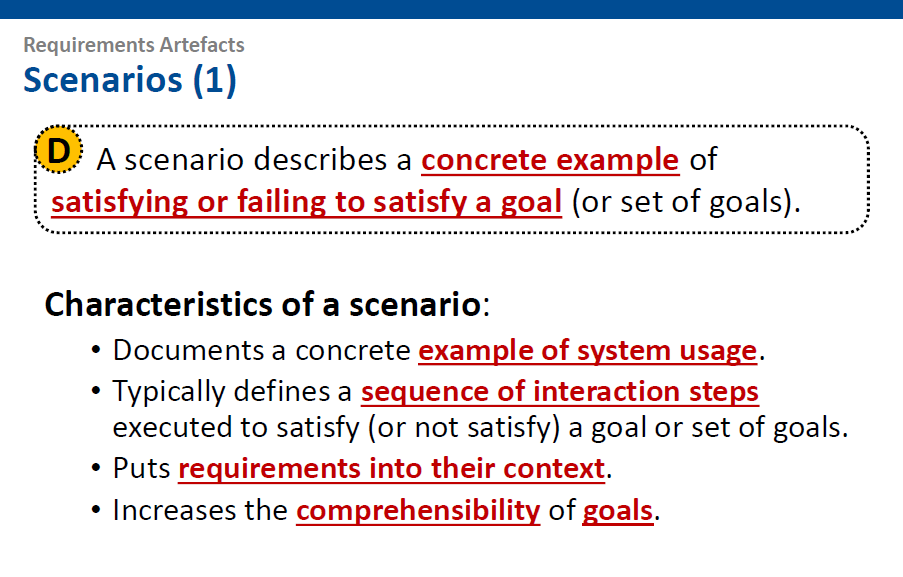 Requirements Artefacts
Scenarios (1)
D
A scenario describes a concrete example of
satisfying or failing to satisfy a goal (or set of goals).
Characteristics of a scenario:
• Documents a concrete example of system usage.
• Typically defines a sequence of interaction steps
executed to satisfy (or not satisfy) a goal or set of goals.
• Puts requirements into their context.
• Increases the comprehensibility of goals.